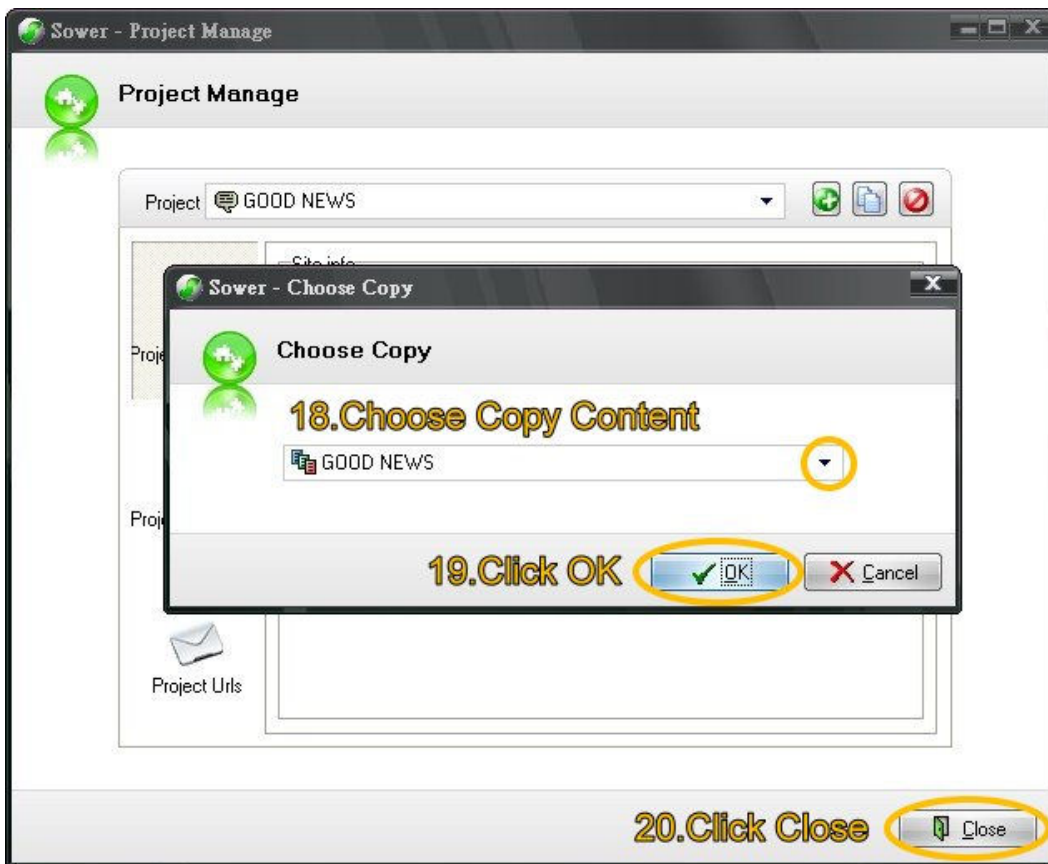 Sower - Project Manage
Project Manage
Project GOOD NEWS
Site info
Sower - Choose Copy
Choose Copy
18.Choose Copy Content
GOOD NEWS
19.Click OK OK Cancel
Project Urls
20.Click Close Close